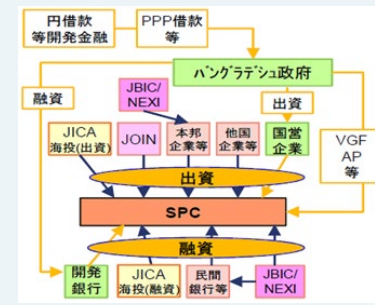 円借款
等開発金融
PPP借款
等
バングラデシュ政府
融資
JBIC/
NEXI
出資
JICA
海投(出資)
JOIN
本邦
企業等
他国
企業等
国営
企業
VGF
AP
等
出資
SPC
融資
開発
銀行
JICA
海投(融資)
民間
銀行等
JBIC/
NEXI